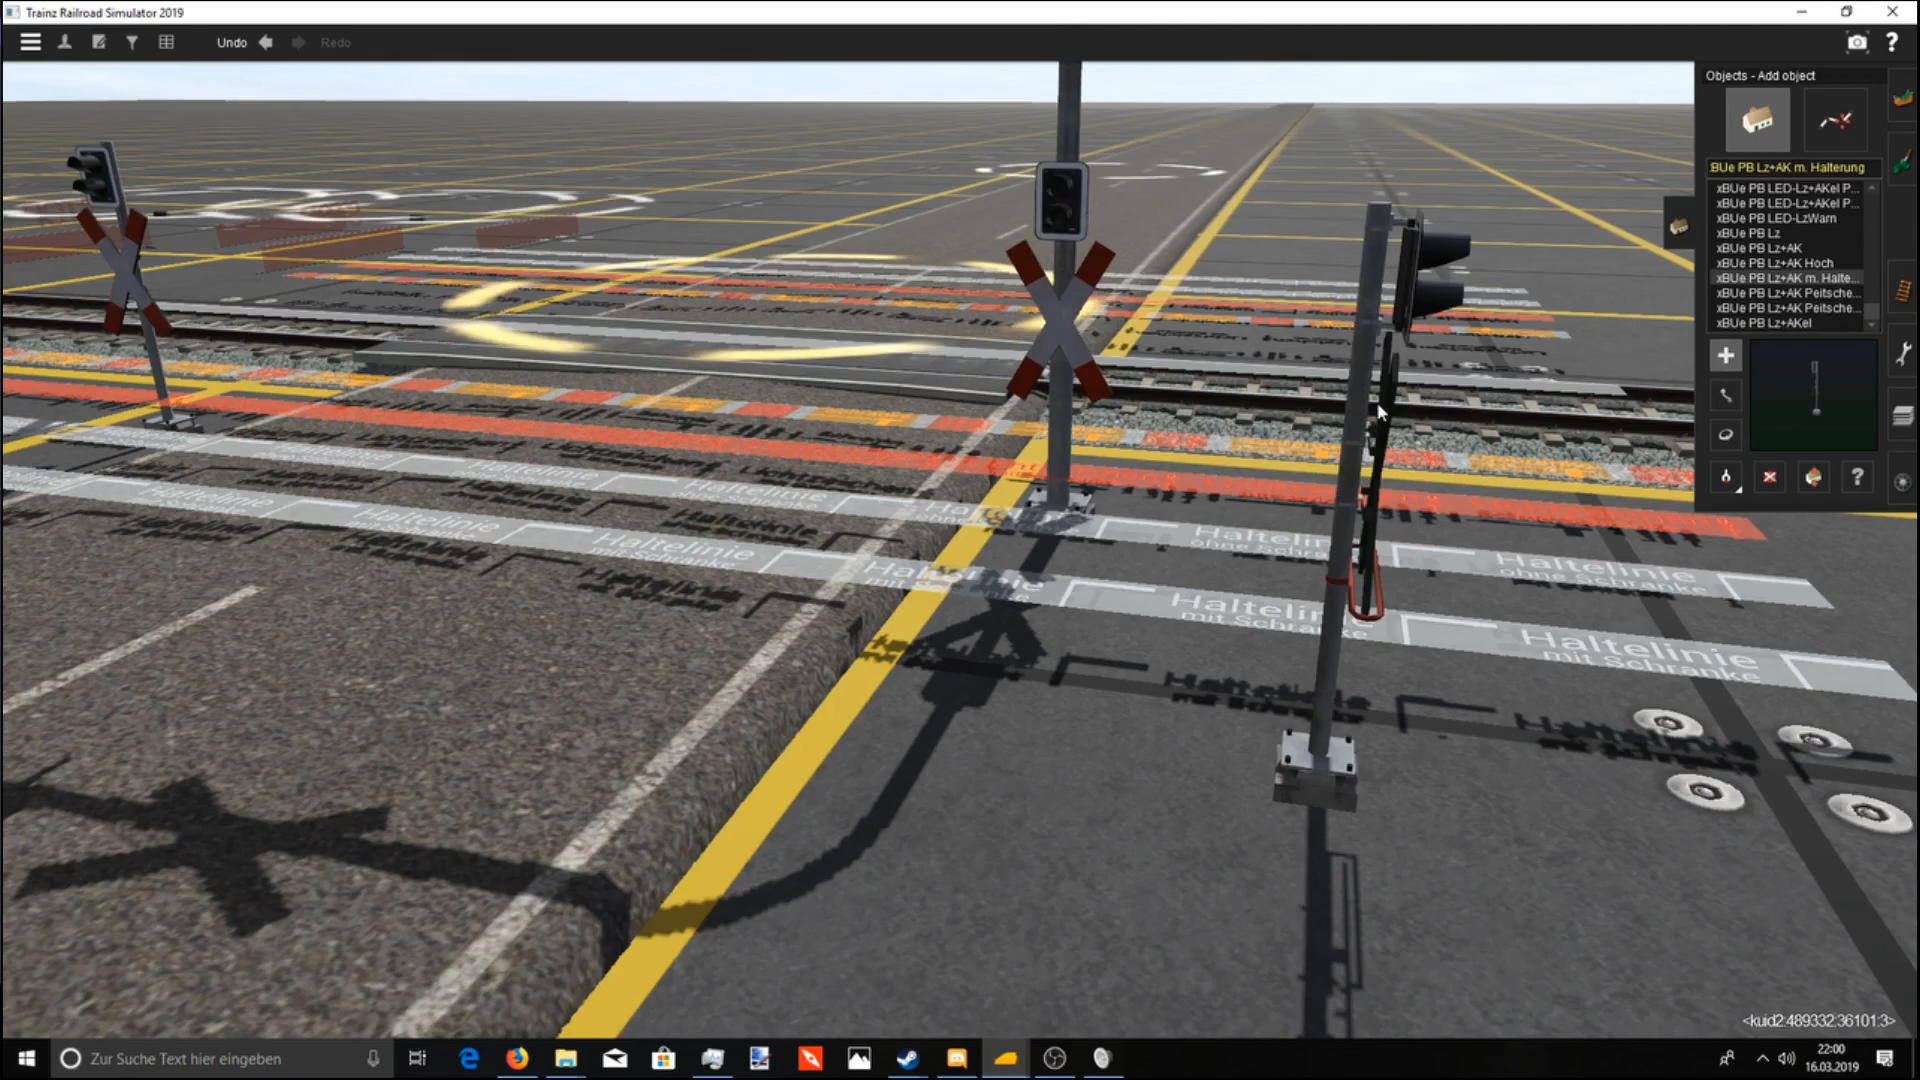 Trainz Railroad Simulator 2019
Undo
Redo
?
Objects - Add object
BUe PB Lz+AK m. Halterung
xBUe PB LED-Lz+AKel P...
xBUe PB LED-Lz+AKel P...
xBUe PB LED-LzWarn
xBUe PB Lz
xBUe PB Lz+AK
xBUe PB Lz+AK Hoch
xBUe PB Lz+AK m. Halte...
xBUe PB Lz+AK Peitsche...
xBUe PB Lz+AK Peitsche...
xBUe PB Lz+AKel
?
Haltelinie
ohne Schranke
Haltelinie
mit Schranke
Haltelinie
mit Schranke
Haltelinie
mit Schranke
<kuid2:489332:36101:3>
Zur Suche Text hier eingeben
22:00
16.03.2019